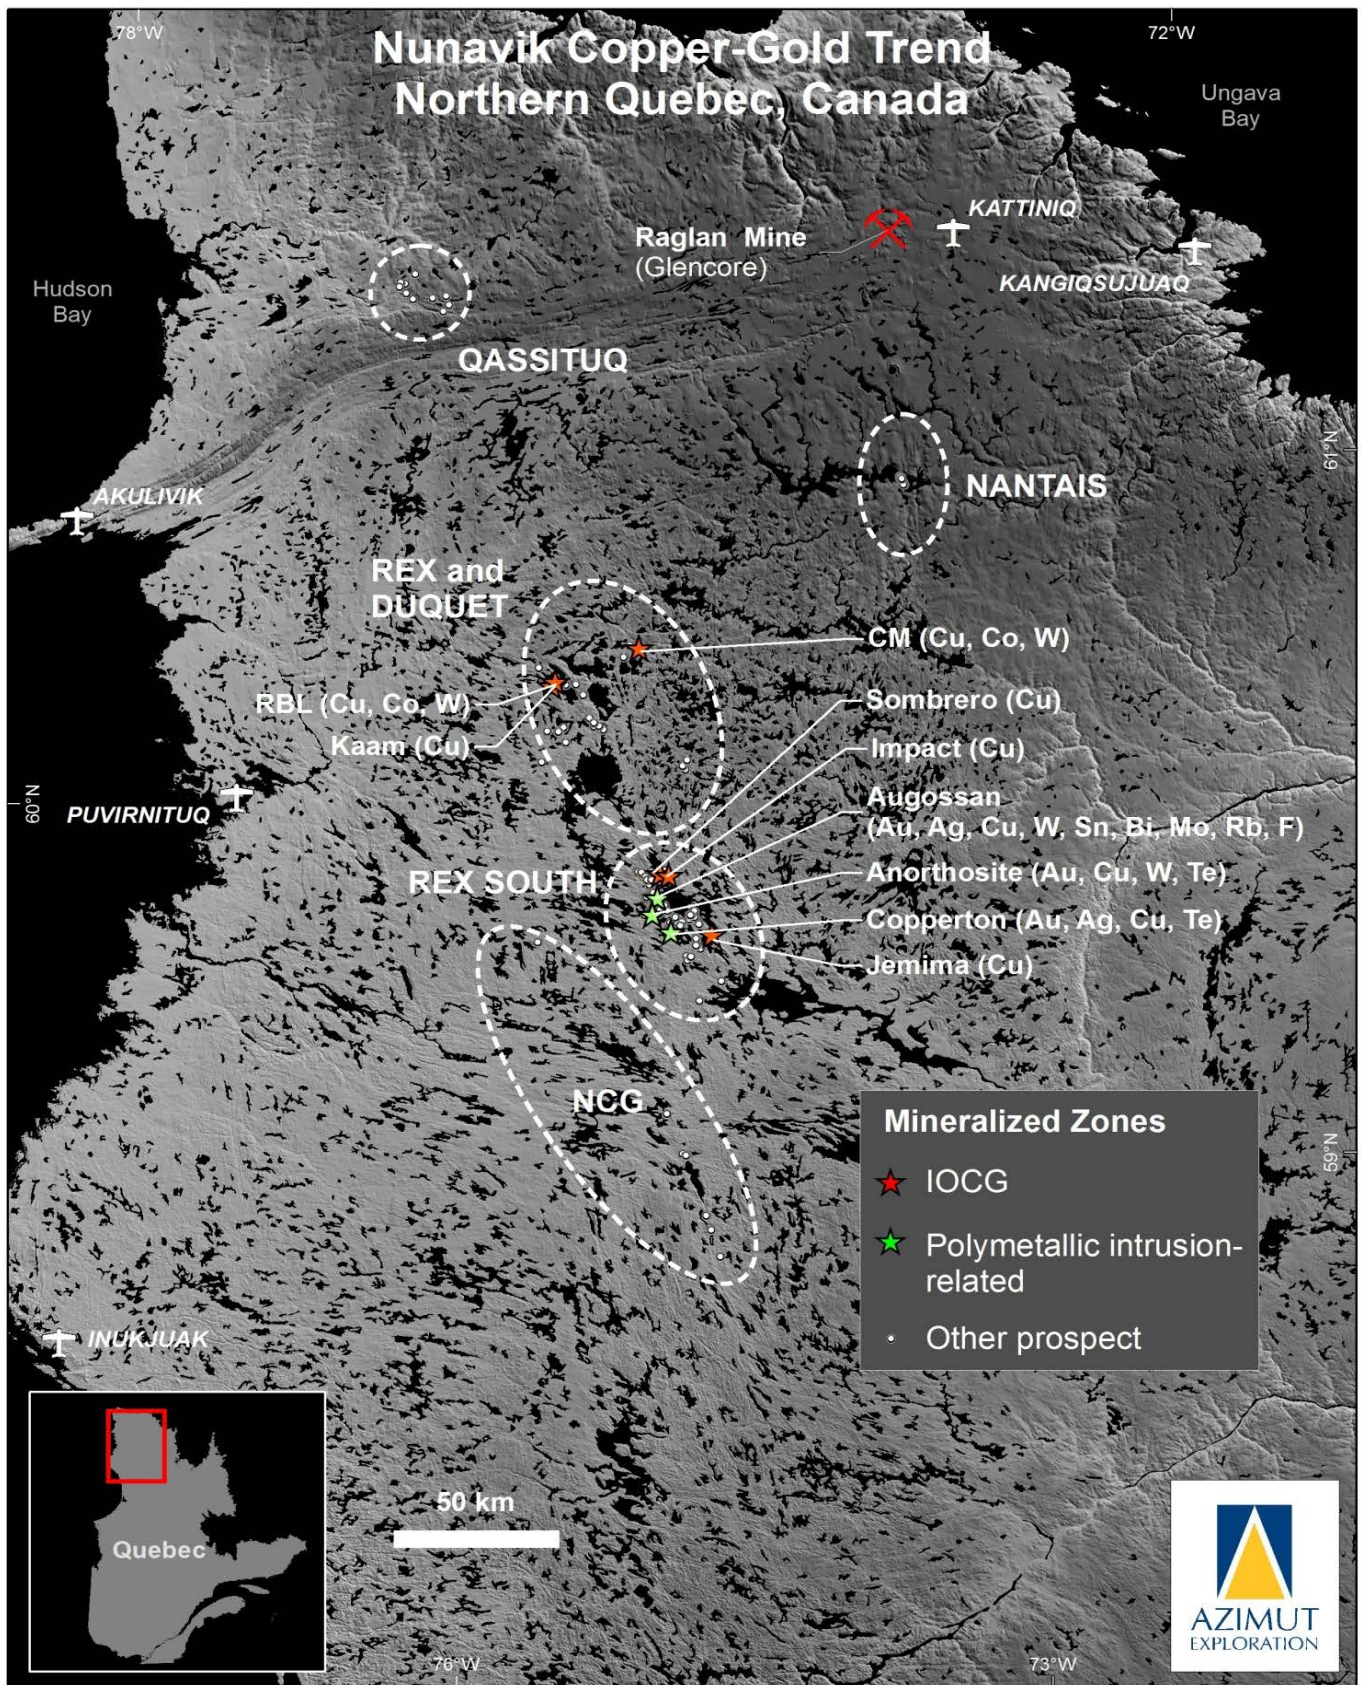 78°W
72°W
Nunavik Copper-Gold Trend
Northern Quebec, Canada
Ungava
Bay
KATTINIQ
Raglan Mine
(Glencore)
KANGIQSUJUAQ
Hudson
Bay
QASSITUQ
61°N
NANTAIS
AKULIVIK
REX and
DUQUET
CM (Cu, Co, W)
RBL (Cu, Co, W)
Sombrero (Cu)
Kaam (Cu)
Impact (Cu)
60°N
PUVIRNITUQ
Augossan
(Au, Ag, Cu, W, Sn, Bi, Mo, Rb, F)
REX SOUTH
Anorthosite (Au, Cu, W, Te)
Copperton (Au, Ag, Cu, Te)
Jemima (Cu)
NCG
59°N
Mineralized Zones
IOCG
Polymetallic intrusion-
related
Other prospect
INUKJUAK
50 km
Quebec
76°W
73°W
AZIMUT
EXPLORATION